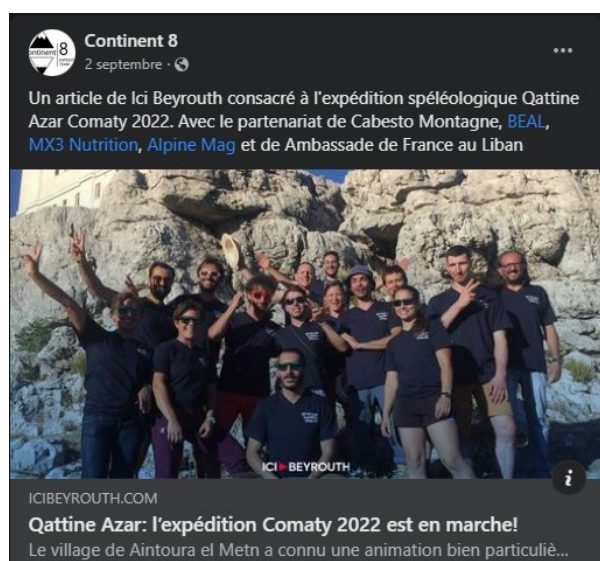 Continent 8
2 septembre ·
Un article de Ici Beyrouth consacré à l'expédition spéléologique Qattine
Azar Comaty 2022. Avec le partenariat de Cabesto Montagne, BEAL,
MX3 Nutrition, Alpine Mag et de Ambassade de France au Liban
ICI BEYROUTH
ICIBEYROUTH.COM
Qattine Azar: l'expédition Comaty 2022 est en marche!
Le village de Aintoura el Metn a connu une animation bien particuliè...